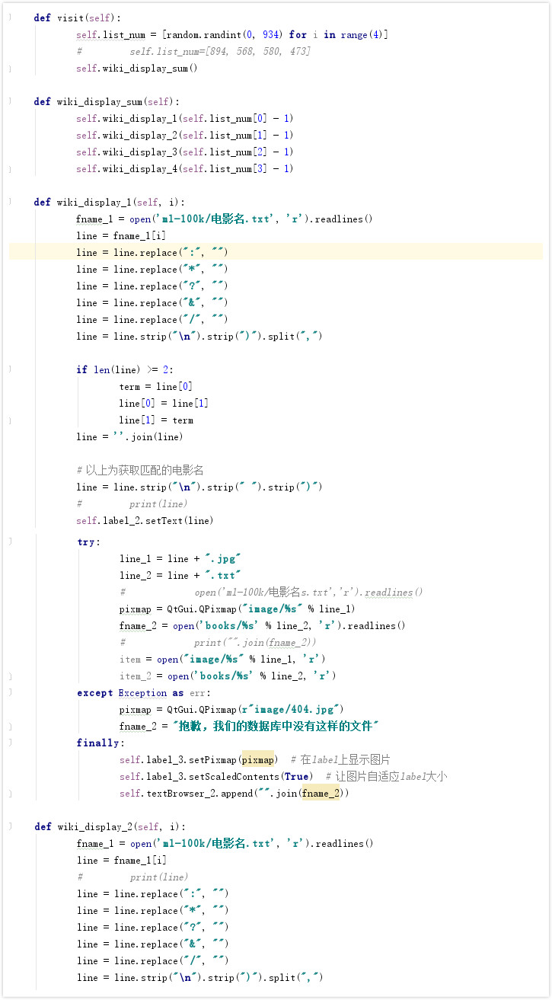 def visit(self):
self.list_num = [random.randint(0, 934) for i in range(4)]
# self.list_num=[894, 568, 580, 473]
self.wiki_display_sum()
def wiki_display_sum(self):
self.wiki_display_1(self.list_num[0] - 1)
self.wiki_display_2(self.list_num[1] - 1)
self.wiki_display_3(self.list_num[2] - 1)
self.wiki_display_4(self.list_num[3] - 1)
def wiki_display_1(self, i):
fname_1 = open('ml-100k/电影名.txt', 'r').readlines()
line = fname_1[i]
line = line.replace(":", "")
line = line.replace("*", "")
line = line.replace("?", "")
line = line.replace("&", "")
line = line.replace("/", "")
line = line.strip("\n").strip(")").split(",")
if len(line) >= 2:
term = line[0]
line[0] = line[1]
line[1] = term
line = ''.join(line)
# 以上为获取匹配的电影名
line = line.strip("\n").strip(" ").strip(")")
# print(line)
self.label_2.setText(line)
try:
line_1 = line + ".jpg"
line_2 = line + ".txt"
# open('ml-100k/电影名s.txt','r').readlines()
pixmap = QtGui.QPixmap("image/%s" % line_1)
fname_2 = open('books/%s' % line_2, 'r').readlines()
# print("".join(fname_2))
item = open("image/%s" % line_1, 'r')
item_2 = open('books/%s' % line_2, 'r')
except Exception as err:
pixmap = QtGui.QPixmap(r"image/404.jpg")
fname_2 = "抱歉，我们的数据库中没有这样的文件"
finally:
self.label_3.setPixmap(pixmap) # 在label上显示图片
self.label_3.setScaledContents(True) # 让图片自适应label大小
self.textBrowser_2.append("".join(fname_2))
def wiki_display_2(self, i):
fname_1 = open('ml-100k/电影名.txt', 'r').readlines()
line = fname_1[i]
# print(line)
line = line.replace(":", "")
line = line.replace("*", "")
line = line.replace("?", "")
line = line.replace("&", "")
line = line.replace("/", "")
line = line.strip("\n").strip(")").split(",")